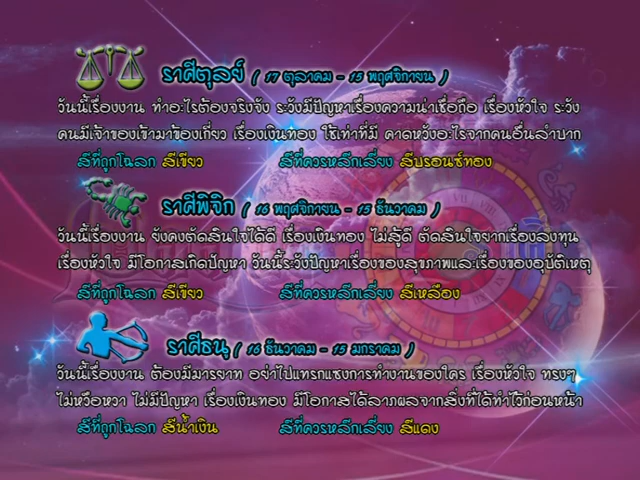 ราศีตุลย์ ( 17 ตุลาคม - 15 พฤศจิกายน )
วันนี้เรื่องงาน ทำอะไรต้องจริงจัง ระวังมีปัญหาเรื่องความน่าเชื่อถือ เรื่องหัวใจ ระวัง
คนมีเจ้าของเข้ามาข้องเกี่ยว เรื่องเงินทอง ใช้เท่าที่มี คาดหวังอะไรจากคนอื่นลำบาก
สีที่ถูกโฉลก สีเขียว สีที่ควรหลีกเลี่ยง สีบรอนซ์ทอง
ราศีพิจิก ( 16 พฤศจิกายน - 15 ธันวาคม )
วันนี้เรื่องงาน ยังคงตัดสินใจได้ดี เรื่องเงินทอง ไม่สู้ดี ตัดสินใจยากเรื่องลงทุน
เรื่องหัวใจ มีโอกาสเกิดปัญหา วันนี้ระวังปัญหาเรื่องของสุขภาพและเรื่องของอุบัติเหตุ
สีที่ถูกโฉลก สีเขียว สีที่ควรหลีกเลี่ยง สีเหลือง
ราศีธนู ( 16 ธันวาคม - 15 มกราคม )
วันนี้เรื่องงาน ต้องมีมารยาท อย่าไปแทรกแซงการทำงานของใคร เรื่องหัวใจ ทรงๆ
ไม่หวือหวา ไม่มีปัญหา เรื่องเงินทอง มีโอกาสได้ลาภผลจากสิ่งที่ได้ทำไว้ก่อนหน้า
สีที่ถูกโฉลก สีน้ำเงิน สีที่ควรหลีกเลี่ยง สีแดง